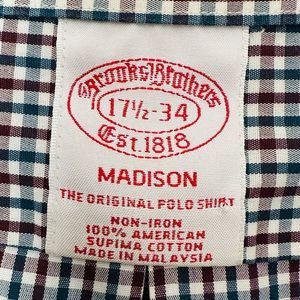 Brooks Brothers
17½-34
Est. 1818
MADISON
THE ORIGINAL POLO SHIRT
NON-IRON
100% AMERICAN
SUPIMA COTTON
MADE IN MALAYSIA